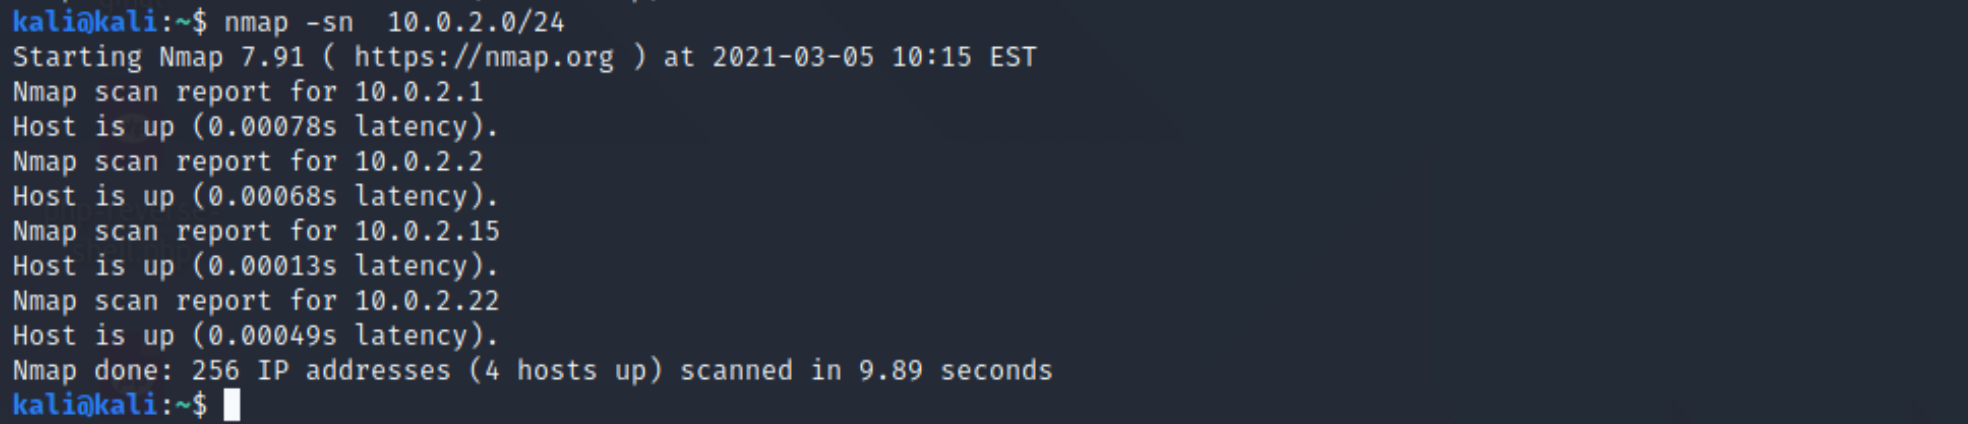 kali@kali:~$ nmap -sn  10.0.2.0/24
Starting Nmap 7.91 ( https://nmap.org ) at 2021-03-05 10:15 EST
Nmap scan report for 10.0.2.1
Host is up (0.00078s latency).
Nmap scan report for 10.0.2.2
Host is up (0.00068s latency).
Nmap scan report for 10.0.2.15
Host is up (0.00013s latency).
Nmap scan report for 10.0.2.22
Host is up (0.00049s latency).
Nmap done: 256 IP addresses (4 hosts up) scanned in 9.89 seconds
kali@kali:~$